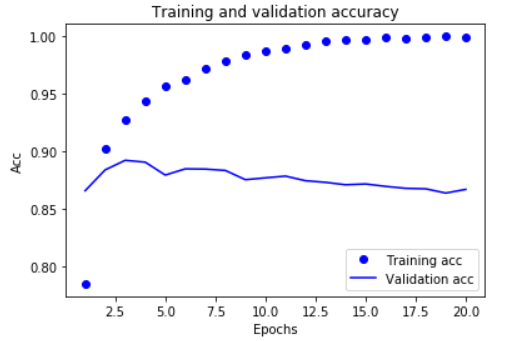 Training and validation accuracy
1.00
0.95
0.90
0.85
0.80
Acc
Training acc
Validation acc
2.5 5.0 7.5 10.0 12.5 15.0 17.5 20.0
Epochs